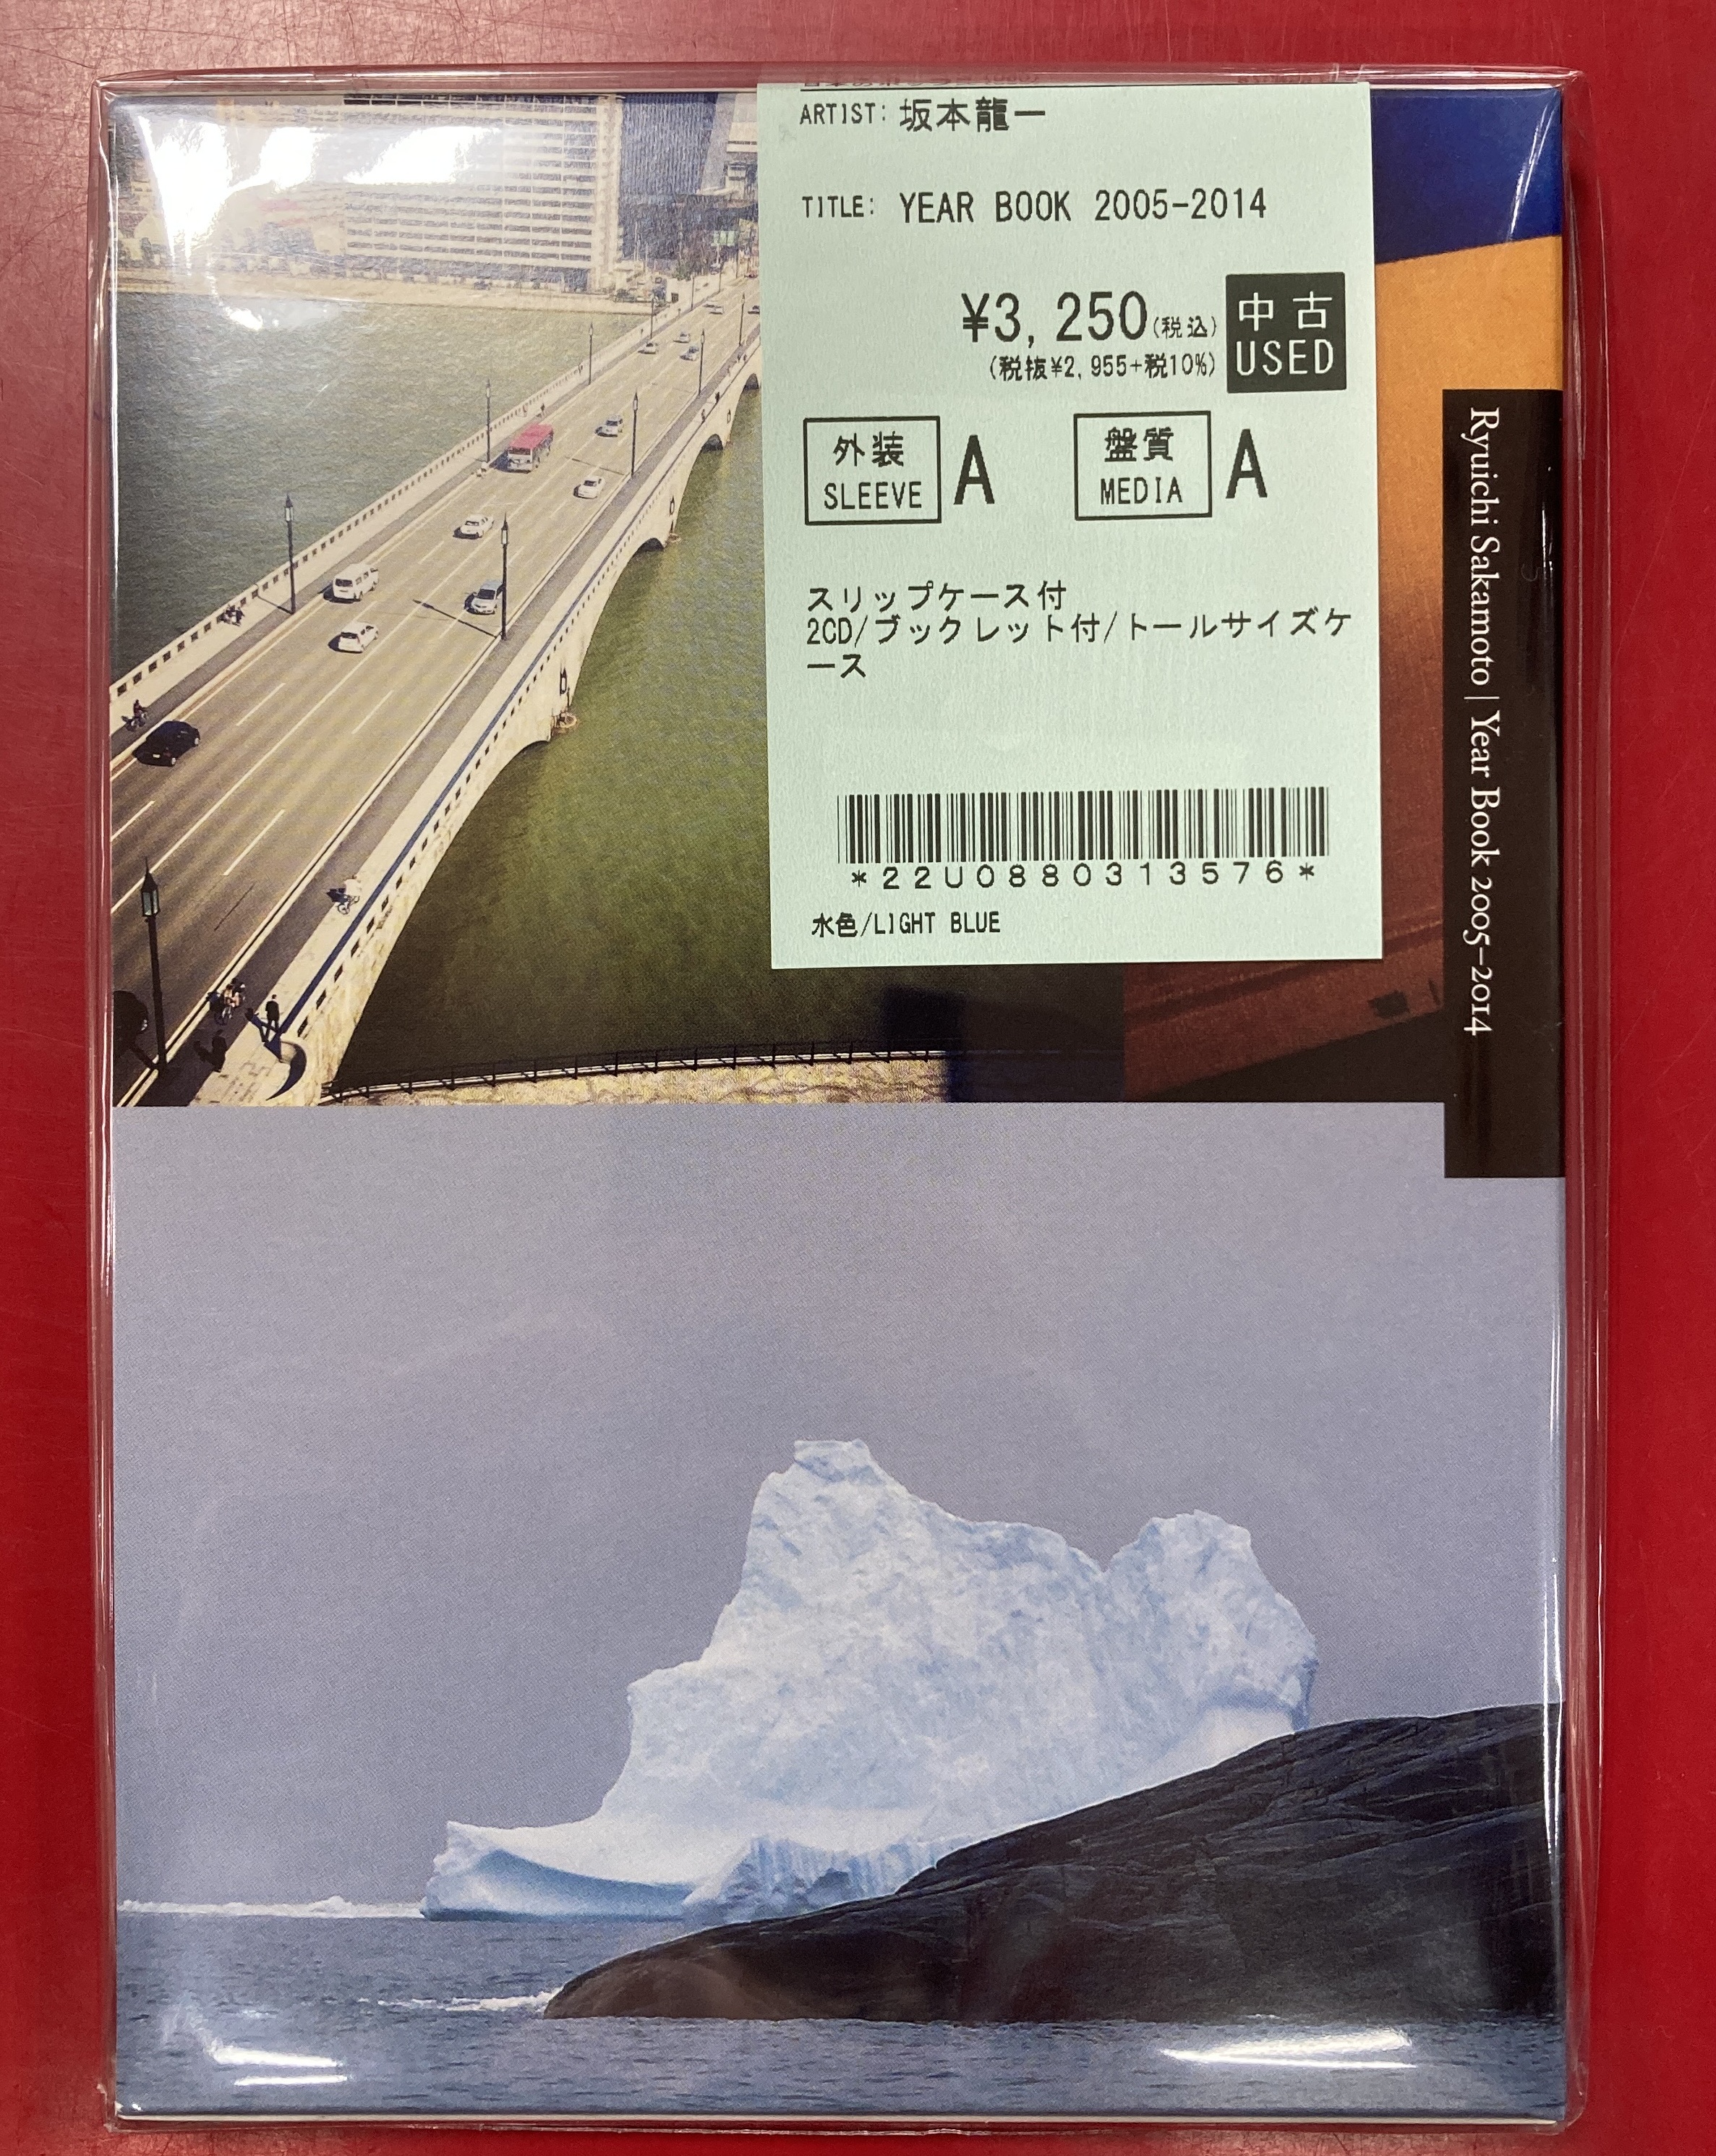 ARTIST: 坂本龍一
TITLE: YEAR BOOK 2005-2014
¥3,250(税込)
(税抜¥2,955+税10%)
中古
USED
外装
SLEEVE
A
盤質
MEDIA
A
スリップケース付
2CD/ブックレット付/トールサイズケ
ース
*22U0880313576*
水色/LIGHT BLUE
Ryuichi Sakamoto | Year Book 2005–2014